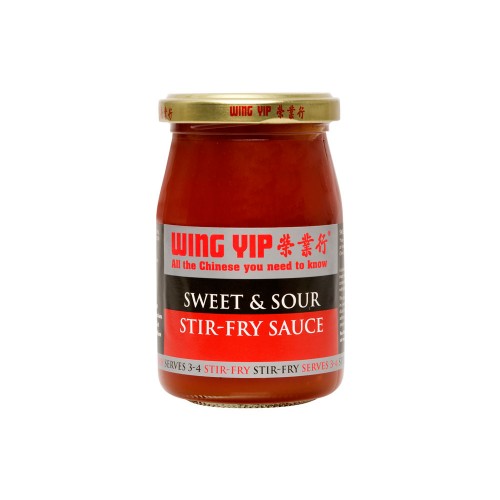 WING YIP 榮業行
WING YIP 榮業行®
All the Chinese you need to know
SWEET & SOUR
STIR-FRY SAUCE
SERVES 3-4 STIR-FRY STIR-FRY SERVES 3-4